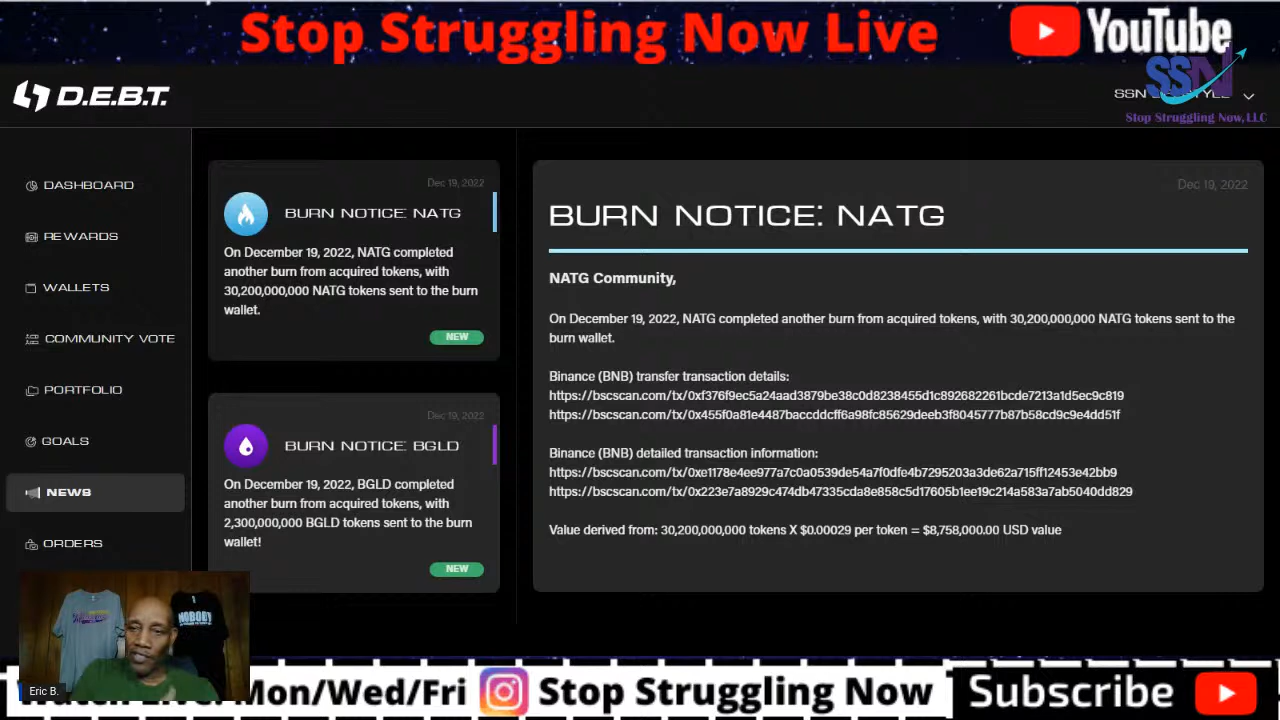 Stop Struggling Now Live
YouTube
D.E.B.T.
SSN
Stop Struggling Now, LLC
DASHBOARD
REWARDS
WALLETS
COMMUNITY VOTE
PORTFOLIO
GOALS
NEWS
ORDERS
Dec 19, 2022
BURN NOTICE: NATG
On December 19, 2022, NATG completed
another burn from acquired tokens, with
30,200,000,000 NATG tokens sent to the burn
wallet.
NEW
Dec 19, 2022
BURN NOTICE: BGLD
On December 19, 2022, BGLD completed
another burn from acquired tokens, with
2,300,000,000 BGLD tokens sent to the burn
wallet!
NEW
Dec 19, 2022
BURN NOTICE: NATG
NATG Community,
On December 19, 2022, NATG completed another burn from acquired tokens, with 30,200,000,000 NATG tokens sent to the
burn wallet.
Binance (BNB) transfer transaction details:
https://bscscan.com/tx/0xf376f9ec5a24aad3879be38c0d8238455d1c892682261bcde7213a1d5ec9c819
https://bscscan.com/tx/0x455f0a81e4487baccddcff6a98fc85629deeb3f8045777b87b58cd9c9e4dd51f
Binance (BNB) detailed transaction information:
https://bscscan.com/tx/0xe1178e4ee977a7c0a0539de54a7f0dfe4b7295203a3de62a715ff12453e42bb9
https://bscscan.com/tx/0x223e7a8929c474db47335cda8e858c5d17605b1ee19c214a583a7ab5040dd829
Value derived from: 30,200,000,000 tokens X $0.00029 per token = $8,758,000.00 USD value
NOBODY
Eric B.
Mon/Wed/Fri
Stop Struggling Now
Subscribe